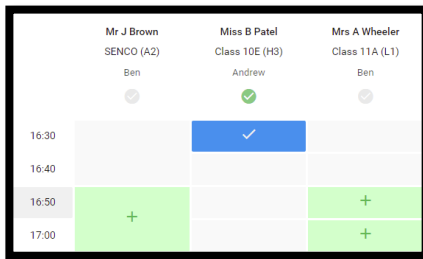 Mr J Brown Miss B Patel Mrs A Wheeler
SENCO (A2) Class 10E (H3) Class 11A (L1)
Ben Andrew Ben
16:30
16:40
16:50 + +
17:00 +